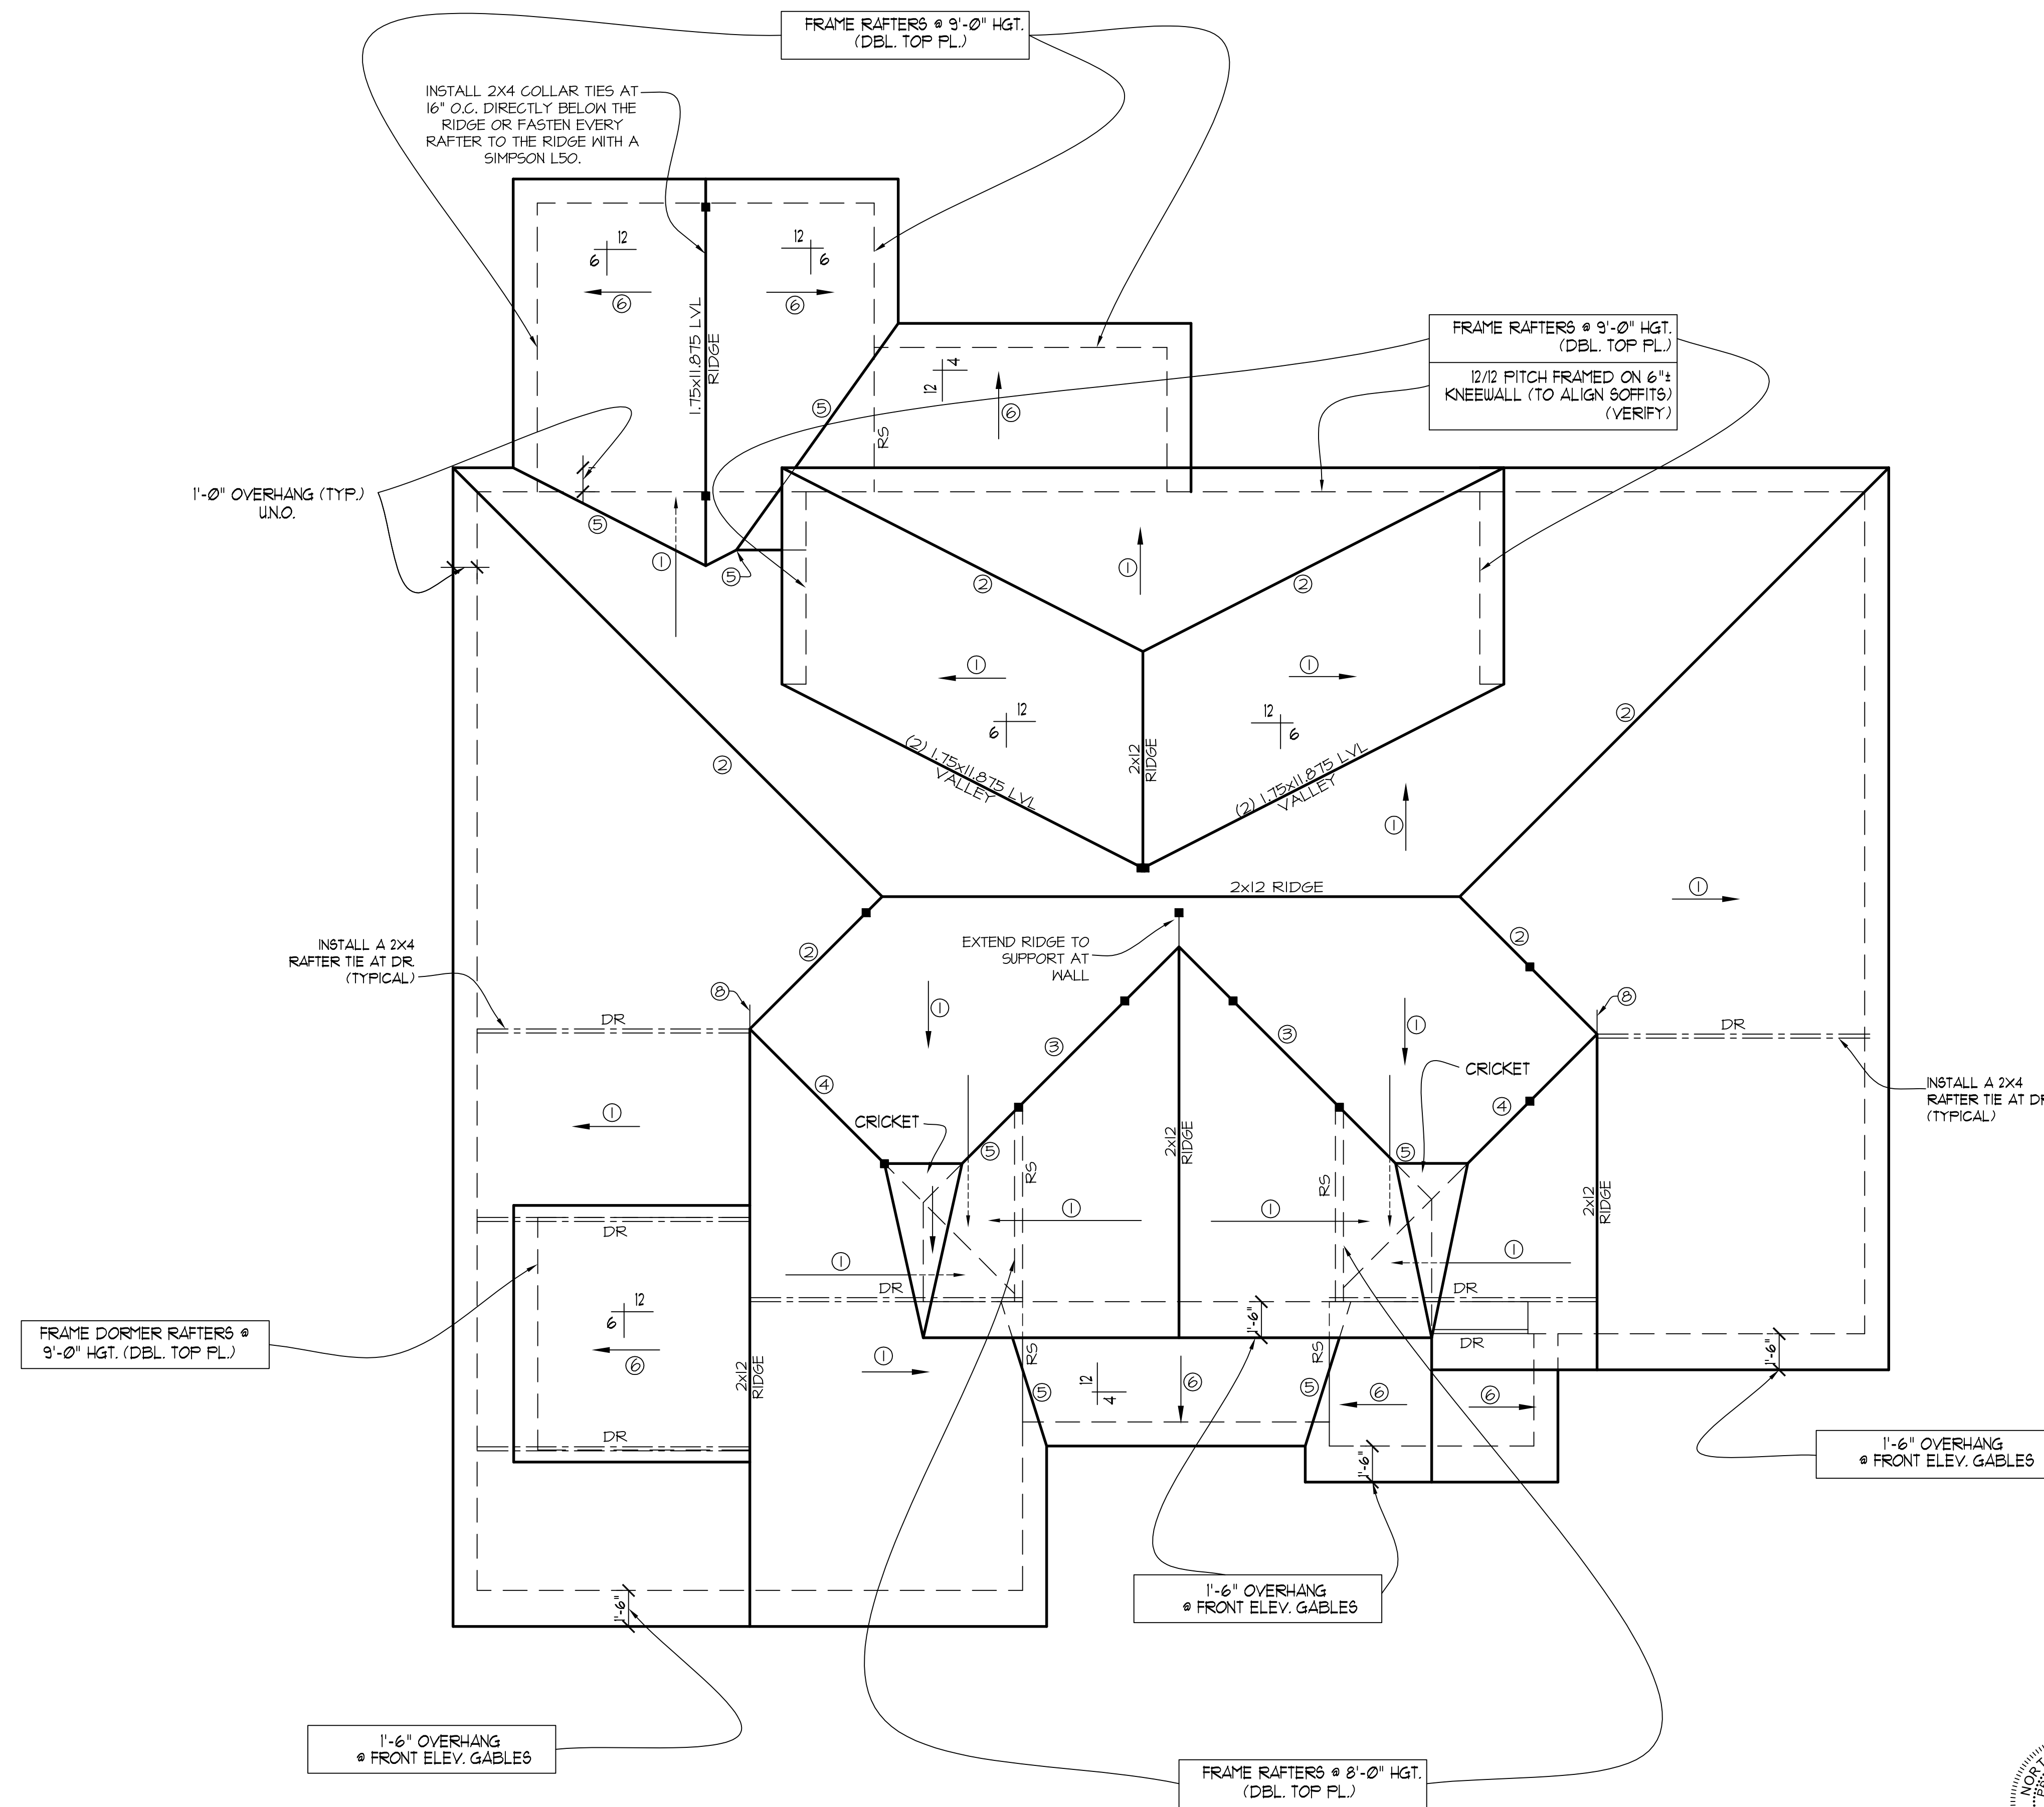 FRAME RAFTERS @ 9'-0" HGT.
(DBL. TOP PL.)
INSTALL 2X4 COLLAR TIES AT
16" O.C. DIRECTLY BELOW THE
RIDGE OR FASTEN EVERY
RAFTER TO THE RIDGE WITH A
SIMPSON L50.
12
6
12
6
6
6
1.75x11.875 LVL
RIDGE
FRAME RAFTERS @ 9'-0" HGT.
(DBL. TOP PL.)
12/12 PITCH FRAMED ON 6"±
KNEEWALL (TO ALIGN SOFFITS)
(VERIFY)
12
4
6
5
RS
1'-0" OVERHANG (TYP.)
U.N.O.
5
1
5
1
2
2
1
1
12
6
12
6
2x12
RIDGE
(2) 1.75x11.875 LVL
VALLEY
(2) 1.75x11.875 LVL
VALLEY
2
2
1
2x12 RIDGE
1
INSTALL A 2X4
RAFTER TIE AT DR.
(TYPICAL)
2
EXTEND RIDGE TO
SUPPORT AT
WALL
2
8
8
1
1
DR
DR
3
3
4
4
CRICKET
CRICKET
INSTALL A 2X4
RAFTER TIE AT DR
(TYPICAL)
1
5
5
2x12
RIDGE
RS
RS
2x12
RIDGE
1
1
DR
1
1
DR
DR
DR
FRAME DORMER RAFTERS @
9'-0" HGT. (DBL. TOP PL.)
12
6
6
1
2x12
RIDGE
1'-6"
RS
RS
1'-6"
12
4
6
5
5
6
6
DR
1'-6"
1'-6" OVERHANG
@ FRONT ELEV. GABLES
1'-6" OVERHANG
@ FRONT ELEV. GABLES
1'-6"
1'-6" OVERHANG
@ FRONT ELEV. GABLES
FRAME RAFTERS @ 8'-0" HGT.
(DBL. TOP PL.)